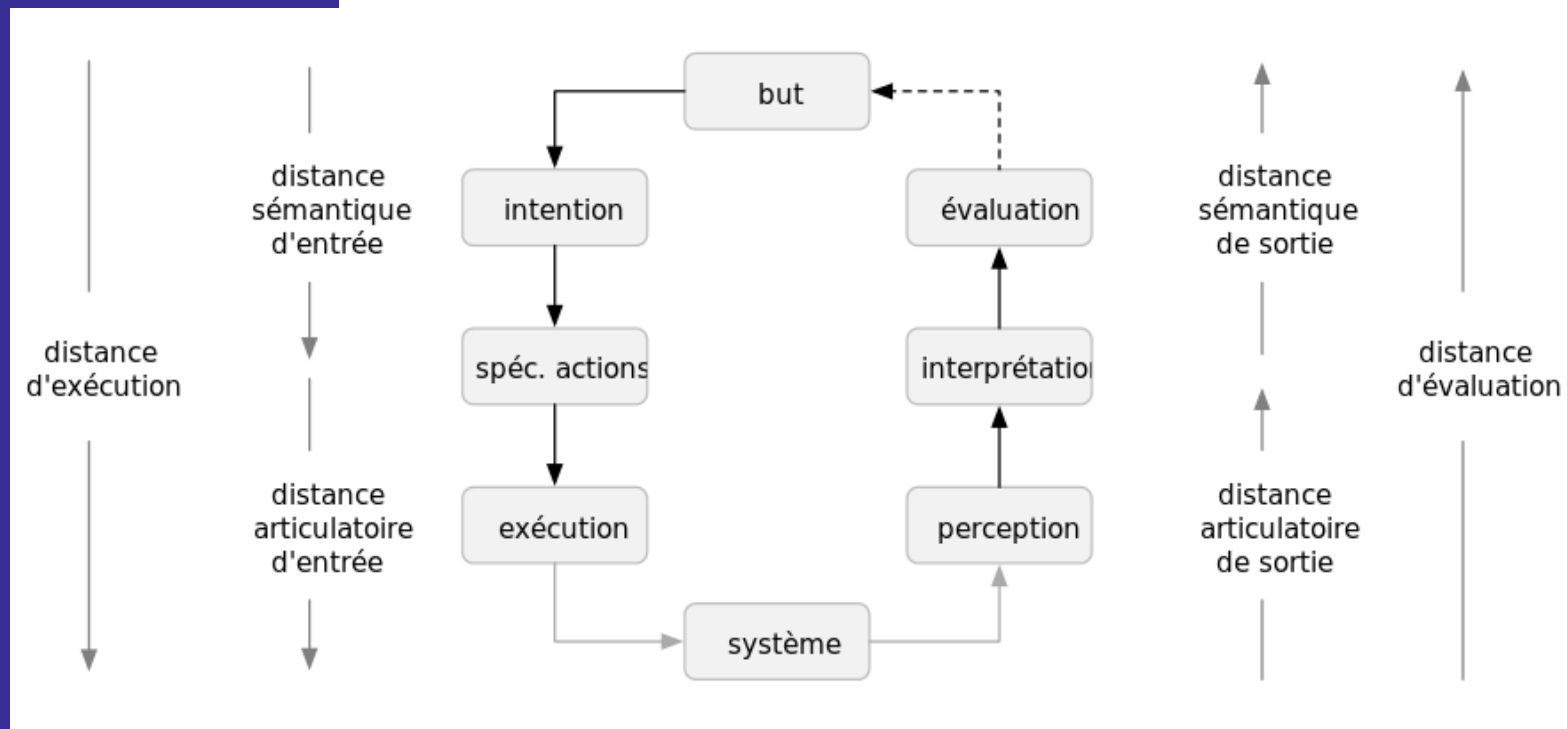 but
distance
sémantique
d'entrée
intention
évaluation
distance
sémantique
de sortie
distance
d'exécution
spéc. actions
interprétation
distance
d'évaluation
distance
articulatoire
d'entrée
exécution
perception
distance
articulatoire
de sortie
système